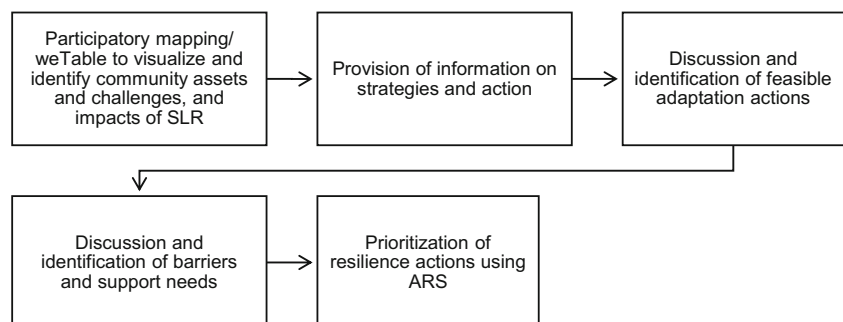 Participatory mapping/
weTable to visualize and
identify community assets
and challenges, and
impacts of SLR
Provision of information on
strategies and action
Discussion and
identification of feasible
adaptation actions
Discussion and
identification of barriers
and support needs
Prioritization of
resilience actions using
ARS